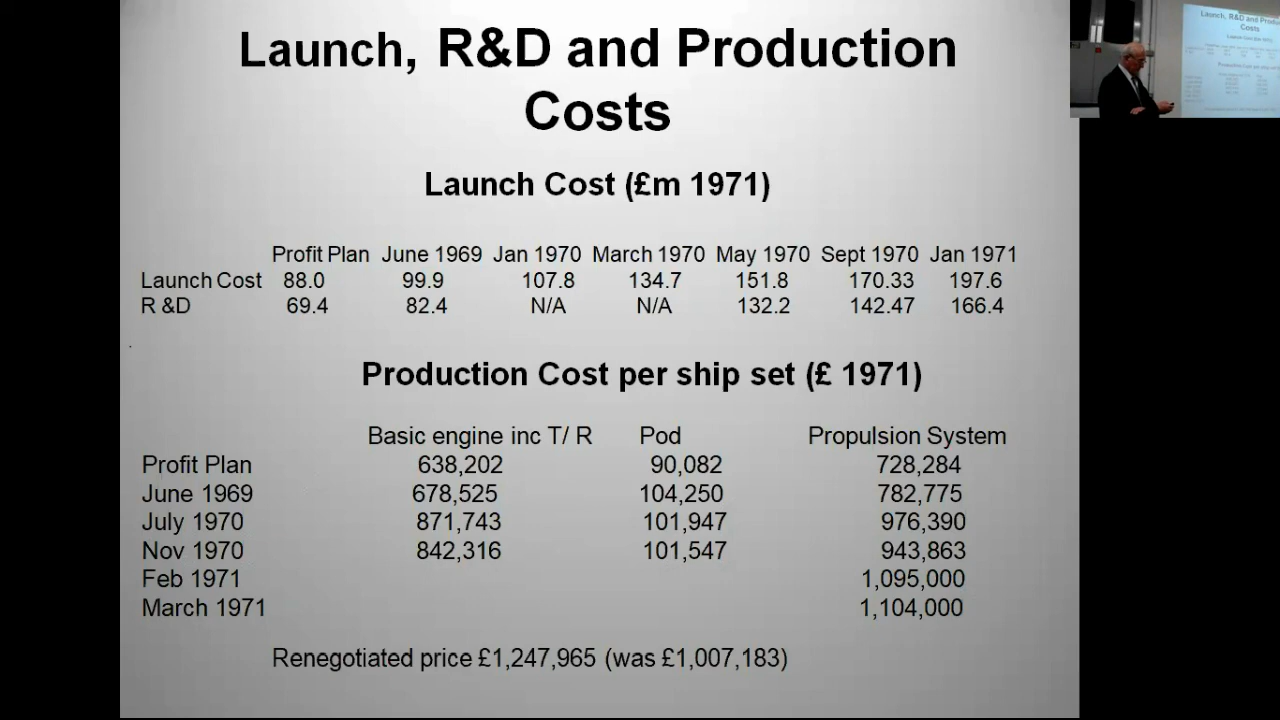 Launch, R&D and Production
Costs
Launch Cost (£m 1971)
Profit Plan June 1969 Jan 1970 March 1970 May 1970 Sept 1970 Jan 1971
Launch Cost 88.0 99.9 107.8 134.7 151.8 170.33 197.6
R &D 69.4 82.4 N/A N/A 132.2 142.47 166.4
Production Cost per ship set (£ 1971)
Basic engine inc T/ R Pod Propulsion System
Profit Plan 638,202 90,082 728,284
June 1969 678,525 104,250 782,775
July 1970 871,743 101,947 976,390
Nov 1970 842,316 101,547 943,863
Feb 1971 1,095,000
March 1971 1,104,000
Renegotiated price £1,247,965 (was £1,007,183)
Launch, R&D and Produ
Costs